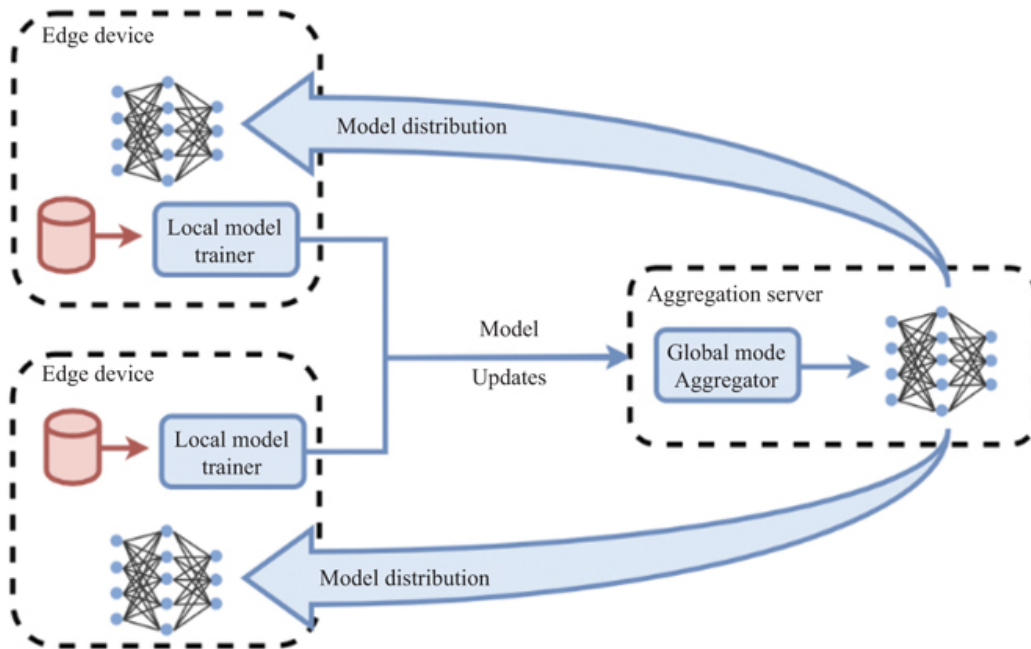 Edge device
Model distribution
Local model
trainer
Aggregation server
Model
Updates
Global mode
Aggregator
Edge device
Local model
trainer
Model distribution